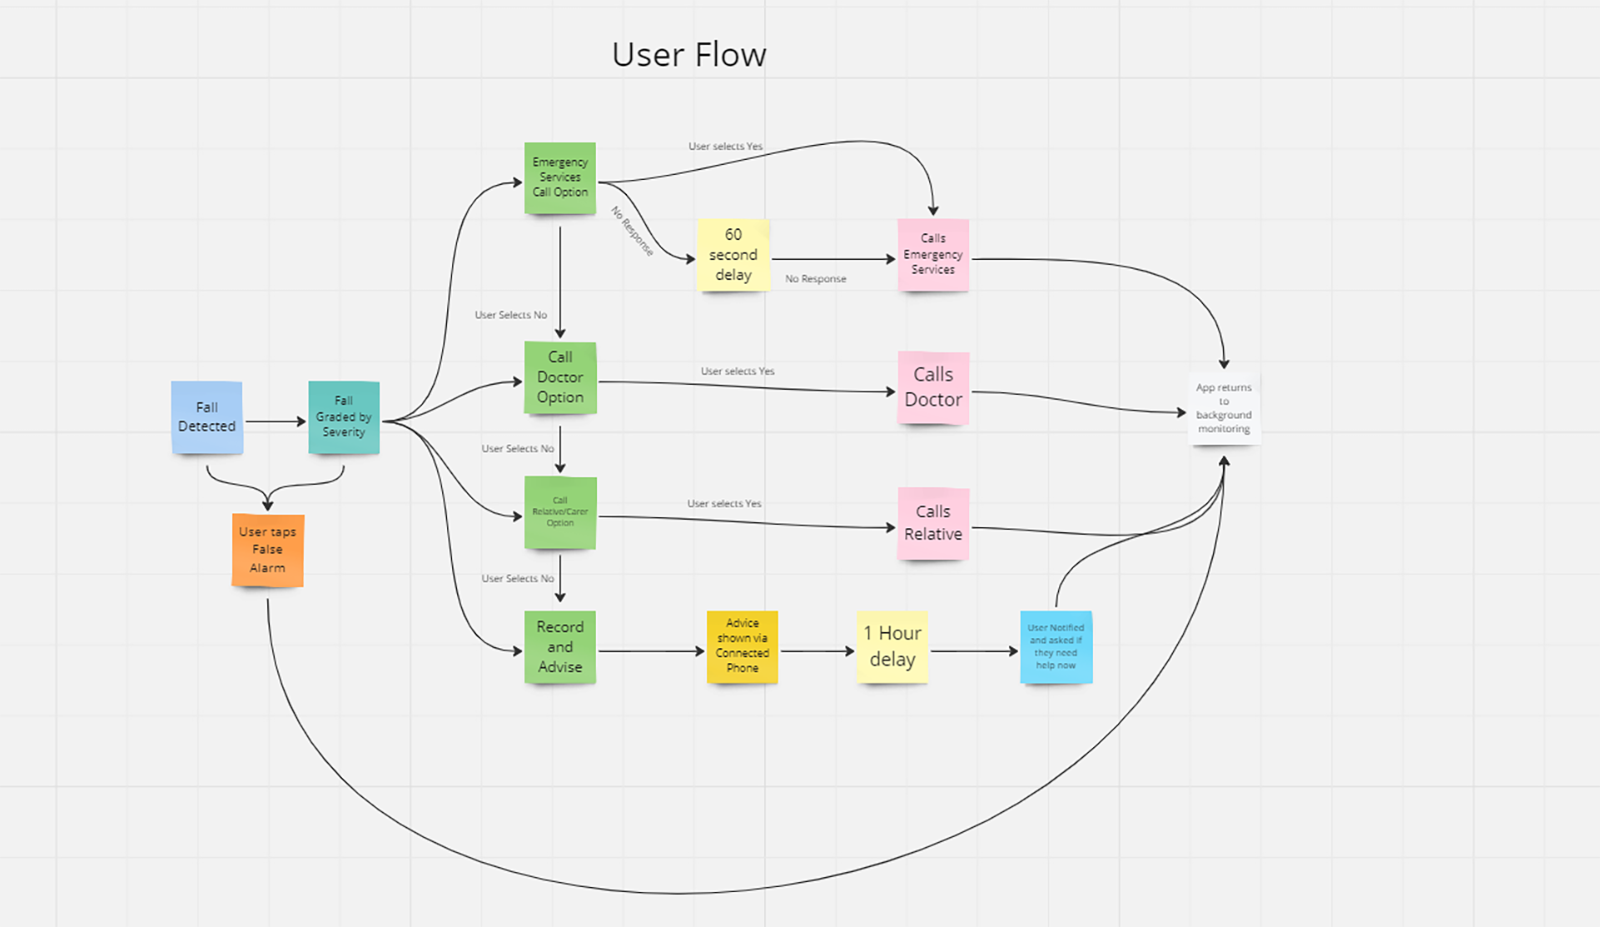 User Flow
User selects Yes
Emergency
Services
Call Option
No Response
60
second
delay
No Response
Calls
Emergency
Services
User Selects No
Call
Doctor
Option
User selects Yes
Calls
Doctor
App returns
to
background
monitoring
Fall
Detected
Fall
Graded by
Severity
User Selects No
Call
Relative/Carer
Option
User selects Yes
Calls
Relative
User taps
False
Alarm
User Selects No
Record
and
Advise
Advice
shown via
Connected
Phone
1 Hour
delay
User Notified
and asked if
they need
help now